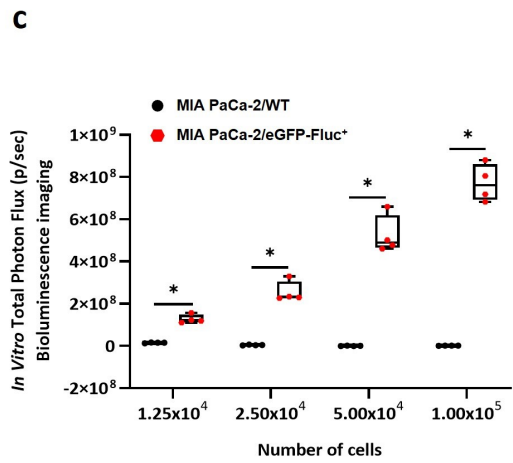 C
MIA PaCa-2/WT
MIA PaCa-2/eGFP-Fluc⁺
In Vitro Total Photon Flux (p/sec)
Bioluminescence imaging
1×10⁹
8×10⁸
6×10⁸
4×10⁸
2×10⁸
0
-2×10⁸
*
*
*
*
1.25x10⁴
2.50x10⁴
5.00x10⁴
1.00x10⁵
Number of cells